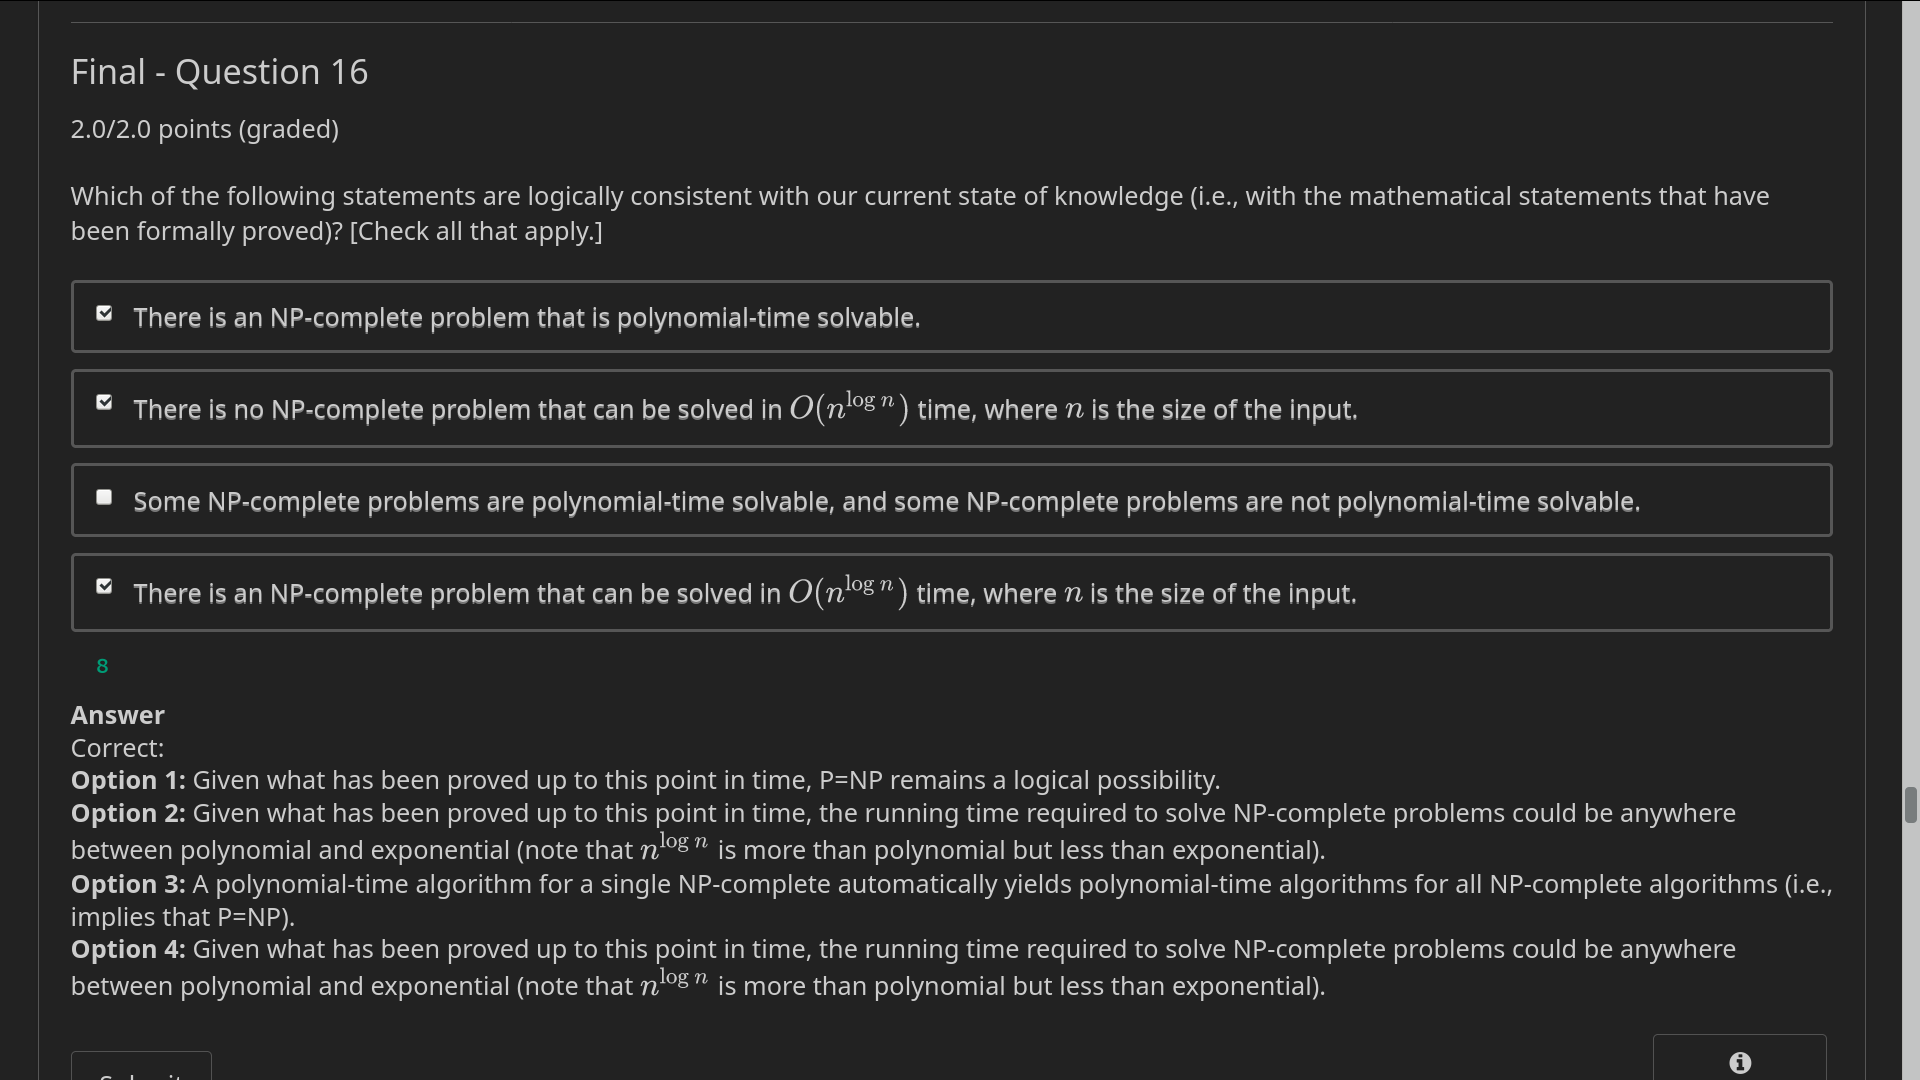 Final - Question 16
2.0/2.0 points (graded)
Which of the following statements are logically consistent with our current state of knowledge (i.e., with the mathematical statements that have
been formally proved)? [Check all that apply.]
There is an NP-complete problem that is polynomial-time solvable.
There is no NP-complete problem that can be solved in O(n^{log n}) time, where n is the size of the input.
Some NP-complete problems are polynomial-time solvable, and some NP-complete problems are not polynomial-time solvable.
There is an NP-complete problem that can be solved in O(n^{log n}) time, where n is the size of the input.
8
Answer
Correct:
Option 1: Given what has been proved up to this point in time, P=NP remains a logical possibility.
Option 2: Given what has been proved up to this point in time, the running time required to solve NP-complete problems could be anywhere
between polynomial and exponential (note that n^{log n} is more than polynomial but less than exponential).
Option 3: A polynomial-time algorithm for a single NP-complete automatically yields polynomial-time algorithms for all NP-complete algorithms (i.e.,
implies that P=NP).
Option 4: Given what has been proved up to this point in time, the running time required to solve NP-complete problems could be anywhere
between polynomial and exponential (note that n^{log n} is more than polynomial but less than exponential).